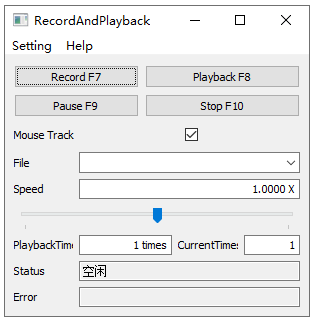 RecordAndPlayback
Setting Help
Record F7 Playback F8
Pause F9 Stop F10
Mouse Track
File
Speed 1.0000 X
PlaybackTim 1 times CurrentTimes 1
Status 空闲
Error